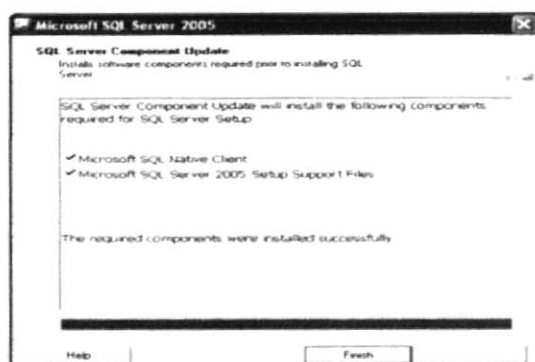 Microsoft SQL Server 2005
SQL Server Component Update
Installs software components required prior to installing SQL
Server
SQL Server Component Update will install the following components
required for SQL Server Setup
✓ Microsoft SQL Native Client
✓ Microsoft SQL Server 2005 Setup Support Files
The required components were installed successfully
Help
Finish